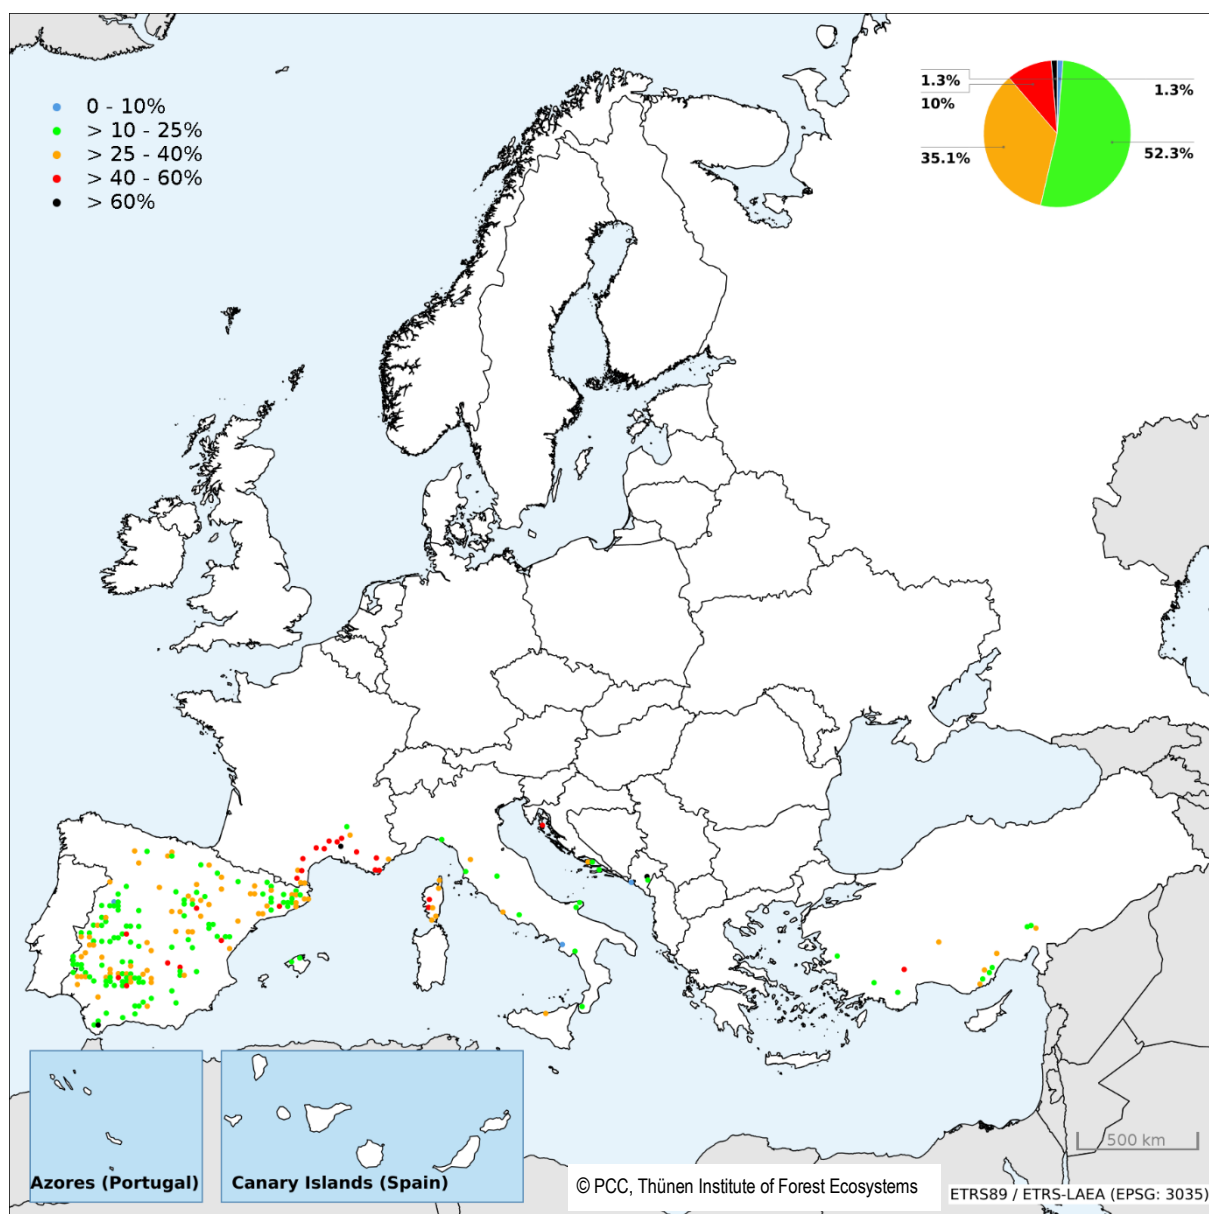 0 - 10%
> 10 - 25%
> 25 - 40%
> 40 - 60%
> 60%
1.3%
10%
35.1%
1.3%
52.3%
500 km
Azores (Portugal)
Canary Islands (Spain)
© PCC, Thünen Institute of Forest Ecosystems
ETRS89 / ETRS-LAEA (EPSG: 3035)